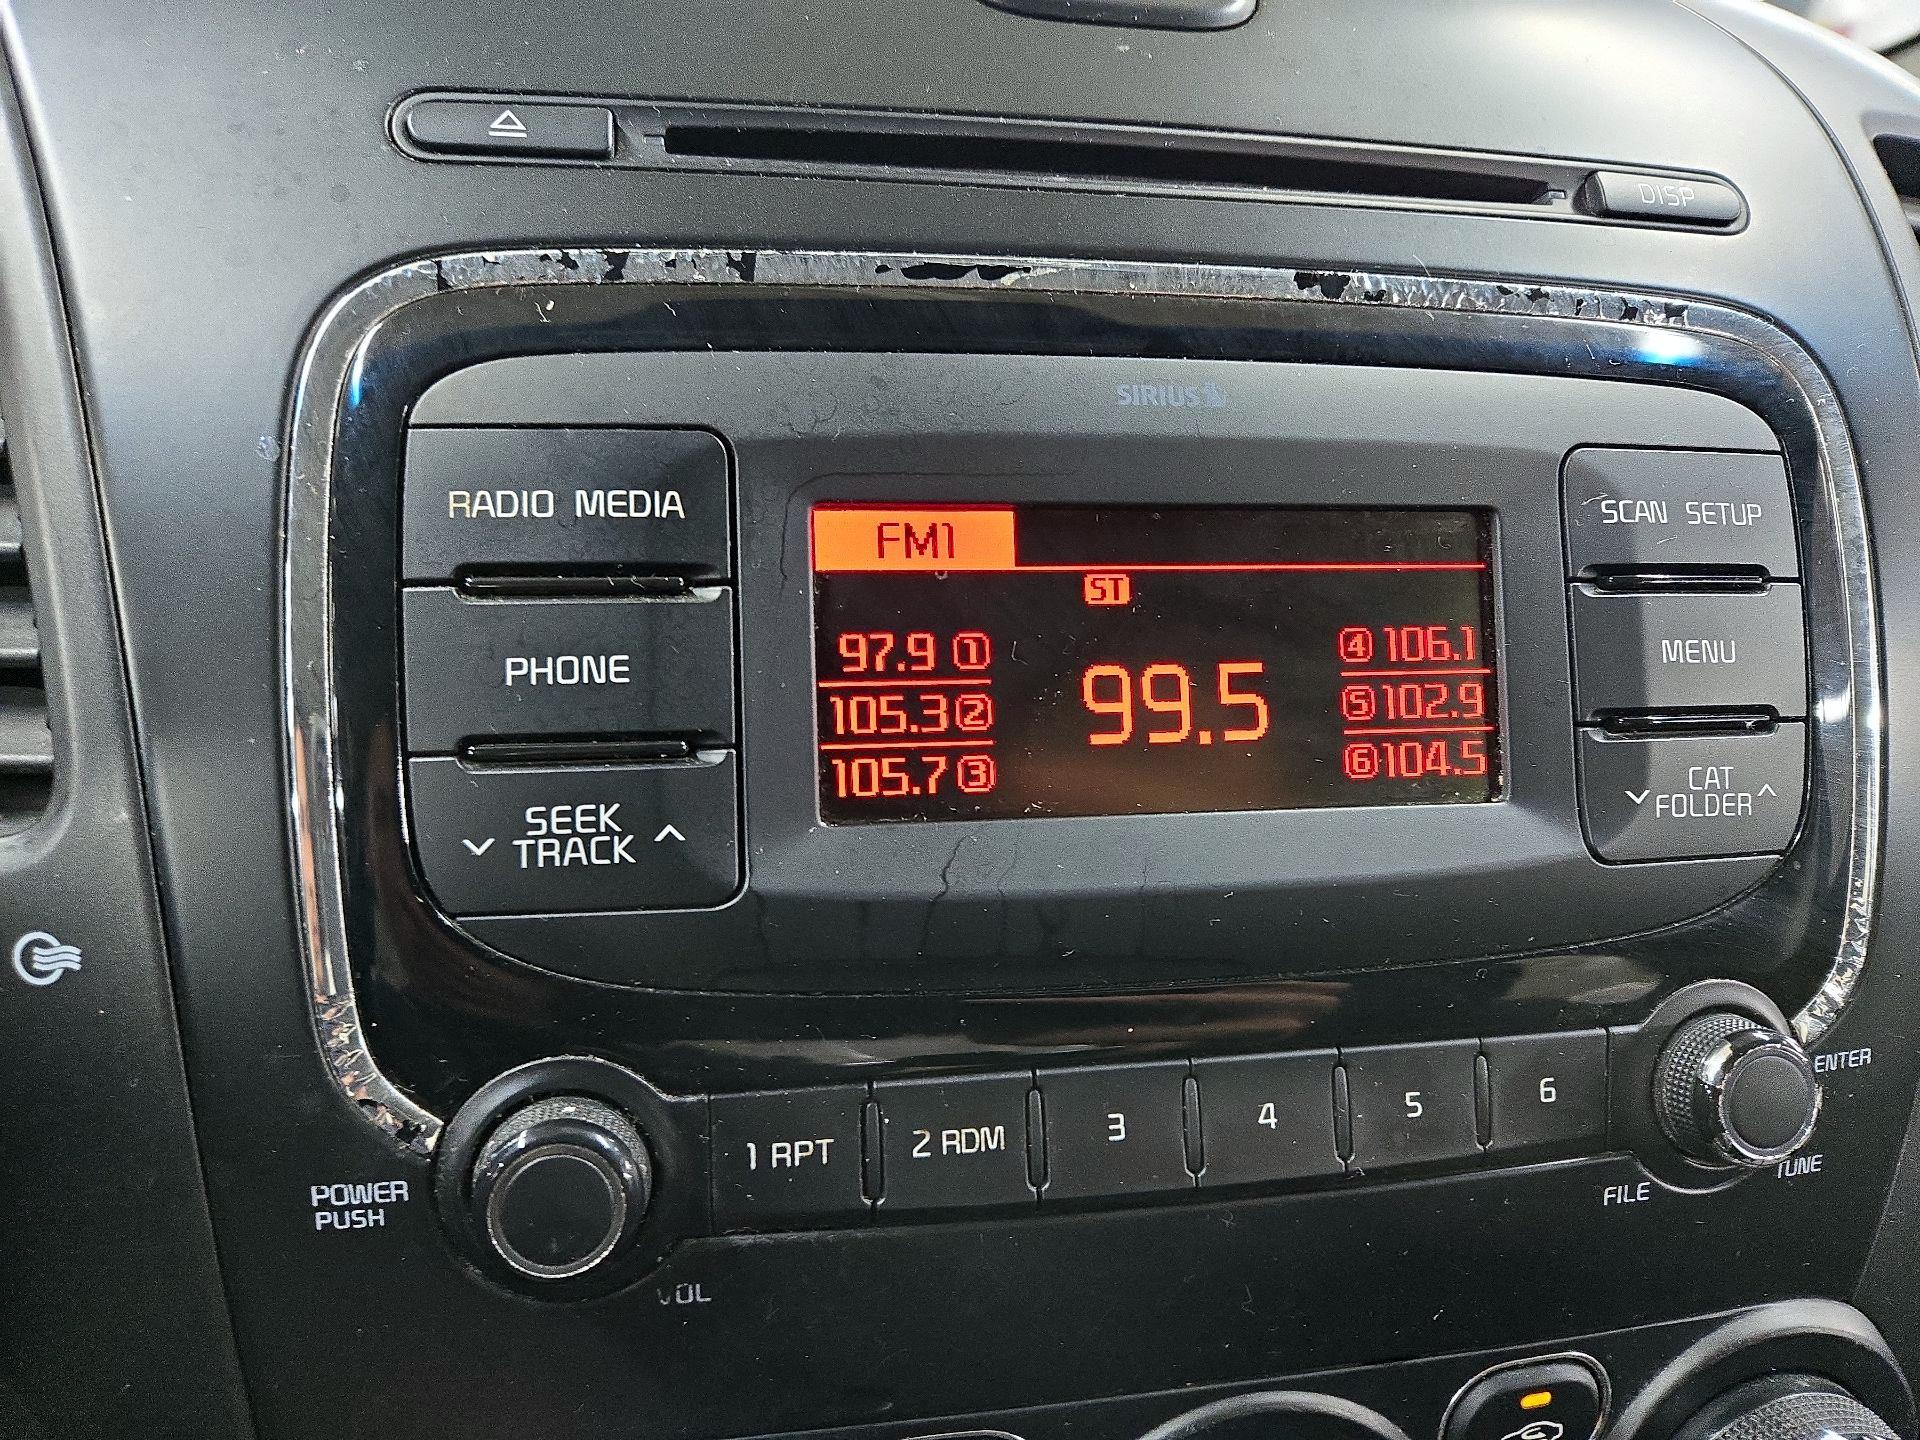 DISP
SIRIUS
RADIO MEDIA
PHONE
SEEK
TRACK
FM1
ST
97.9 1
105.3 2
105.7 3
99.5
4 106.1
5 102.9
6 104.5
SCAN SETUP
MENU
CAT
FOLDER
POWER
PUSH
VOL
1 RPT
2 RDM
3
4
5
6
ENTER
TUNE
FILE